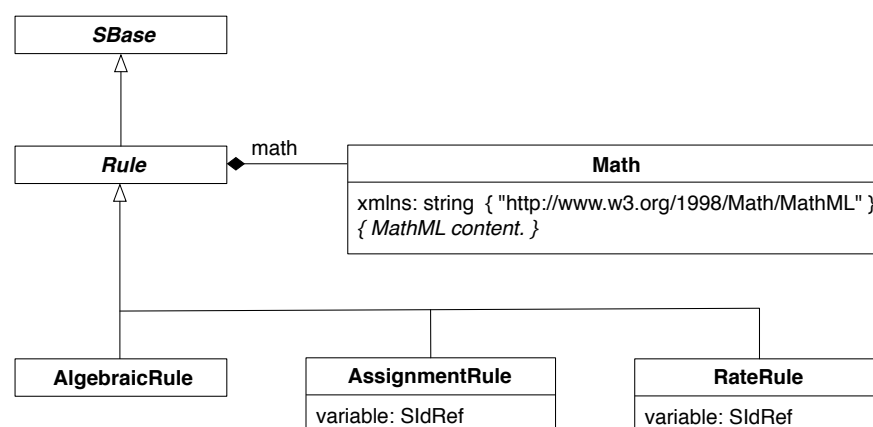 SBase
Rule
math
Math
xmlns: string { "http://www.w3.org/1998/Math/MathML" }
{ MathML content. }
AlgebraicRule
AssignmentRule
RateRule
variable: SIdRef
variable: SIdRef